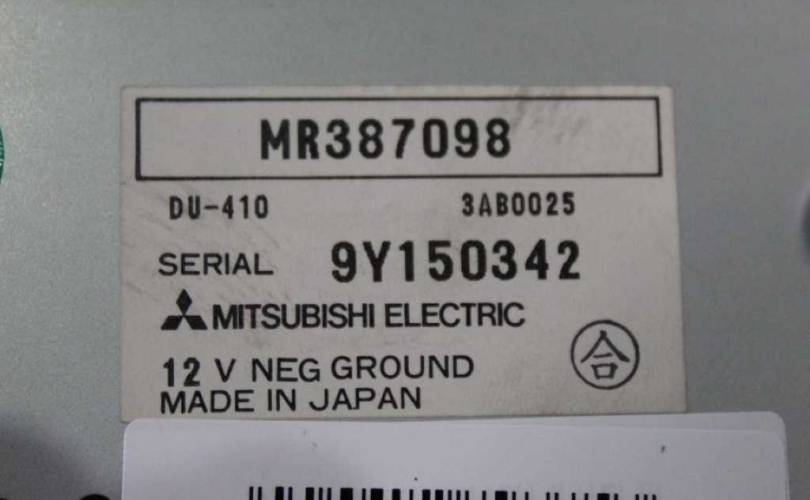 MR387098
DU-410 3AB0025
SERIAL 9Y150342
MITSUBISHI ELECTRIC
12 V NEG GROUND
合
MADE IN JAPAN